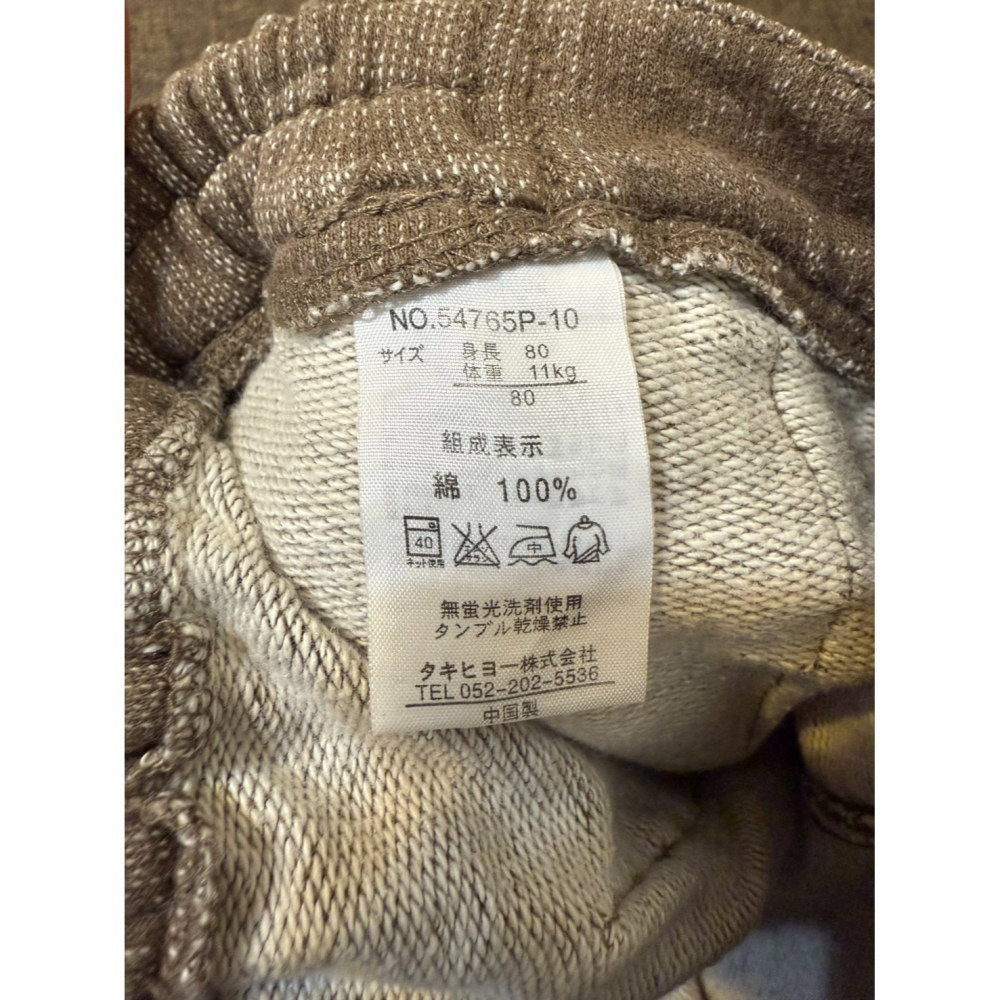 NO.54765P-10
サイズ 身長 80
体重 11kg
80
組成表示
綿 100%
40 中
ネット使用
無蛍光洗剤使用
タンブル乾燥禁止
タキヒヨー株式会社
TEL 052-202-5536
中国製